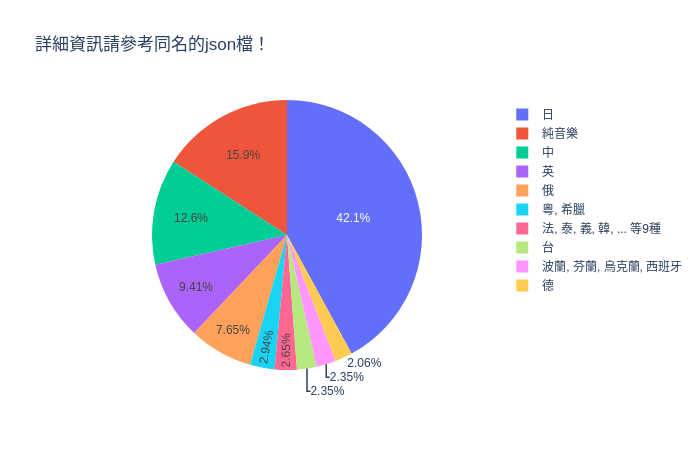 詳細資訊請參考同名的json檔！
42.1%
15.9%
12.6%
9.41%
7.65%
2.94%
2.65%
2.35%
2.35%
2.06%
日
純音樂
中
英
俄
粵, 希臘
法, 泰, 義, 韓, ... 等9種
台
波蘭, 芬蘭, 烏克蘭, 西班牙
德